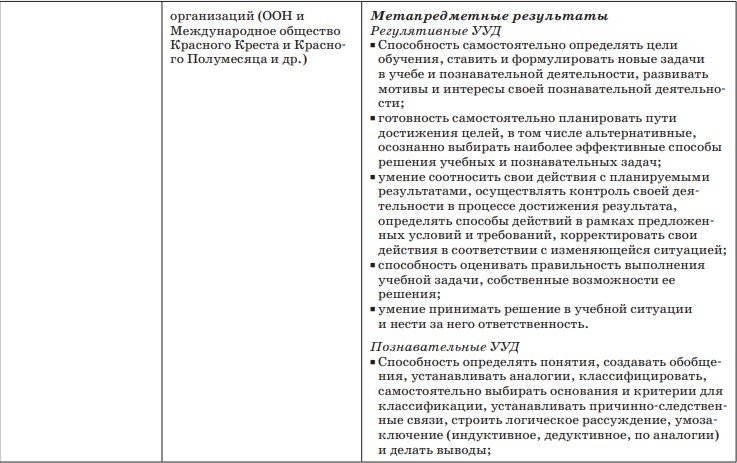 организаций (ООН и
Международное общество
Красного Креста и Красно-
го Полумесяца и др.)
Метапредметные результаты
Регулятивные УУД
▪ Способность самостоятельно определять цели
обучения, ставить и формулировать новые задачи
в учебе и познавательной деятельности, развивать
мотивы и интересы своей познавательной деятельно-
сти;
▪ готовность самостоятельно планировать пути
достижения целей, в том числе альтернативные,
осознанно выбирать наиболее эффективные способы
решения учебных и познавательных задач;
▪ умение соотносить свои действия с планируемыми
результатами, осуществлять контроль своей дея-
тельности в процессе достижения результата,
определять способы действий в рамках предложен-
ных условий и требований, корректировать свои
действия в соответствии с изменяющейся ситуацией;
▪ способность оценивать правильность выполнения
учебной задачи, собственные возможности ее
решения;
▪ умение принимать решение в учебной ситуации
и нести за него ответственность.
Познавательные УУД
▪ Способность определять понятия, создавать обобще-
ния, устанавливать аналогии, классифицировать,
самостоятельно выбирать основания и критерии для
классификации, устанавливать причинно-следствен-
ные связи, строить логическое рассуждение, умоза-
ключение (индуктивное, дедуктивное, по аналогии)
и делать выводы;